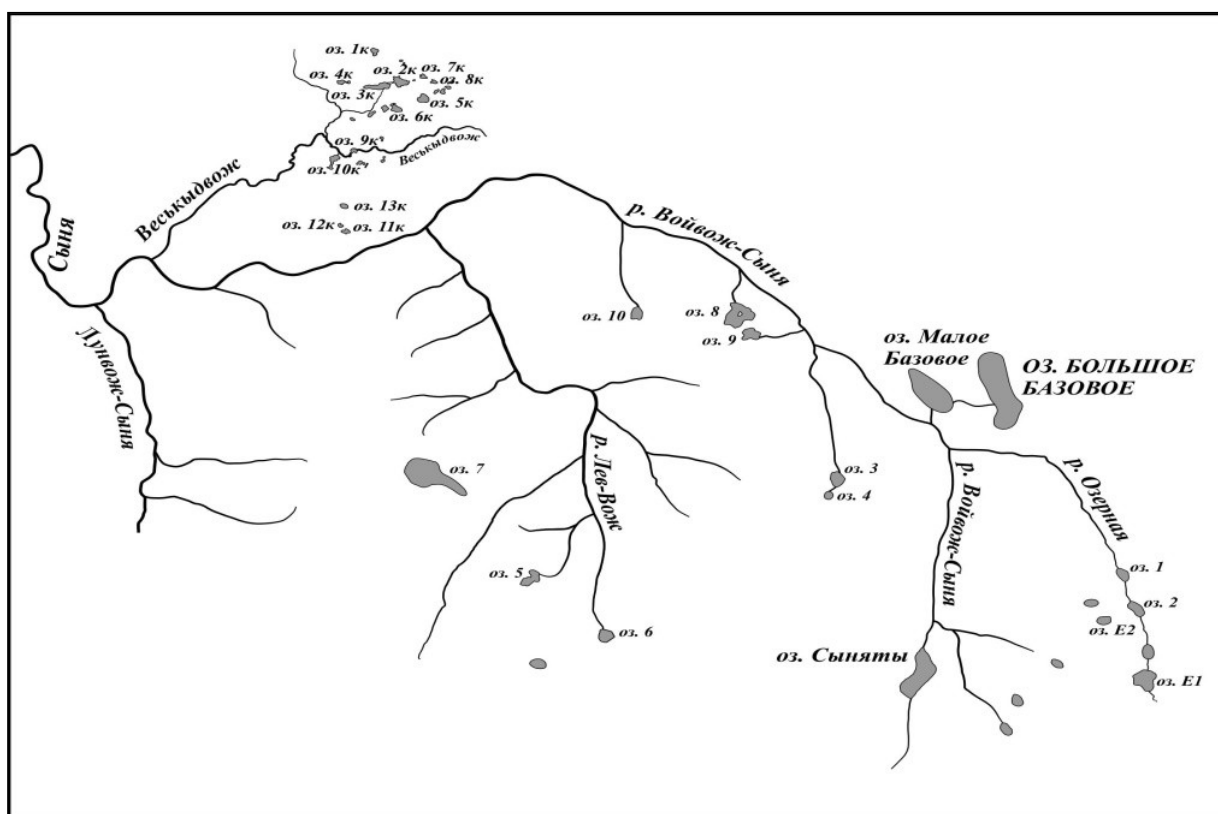 оз. 1к
оз. 2к
оз. 7к
оз. 4к
оз. 8к
оз. 3к
оз. 5к
оз. 6к
оз. 9к
Веськыдвож
оз. 10к
Веськыдвож
оз. 13к
оз. 12к
оз. 11к
Сыня
р. Войвож-Сыня
Лунвож-Сыня
оз. 10
оз. 8
оз. 9
оз. Малое
Базовое
ОЗ. БОЛЬШОЕ
БАЗОВОЕ
оз. 7
р. Лев-Вож
оз. 3
оз. 4
р. Войвож-Сыня
р. Озерная
оз. 5
оз. 1
оз. 2
оз. Е2
оз. 6
оз. Сыняты
оз. Е1